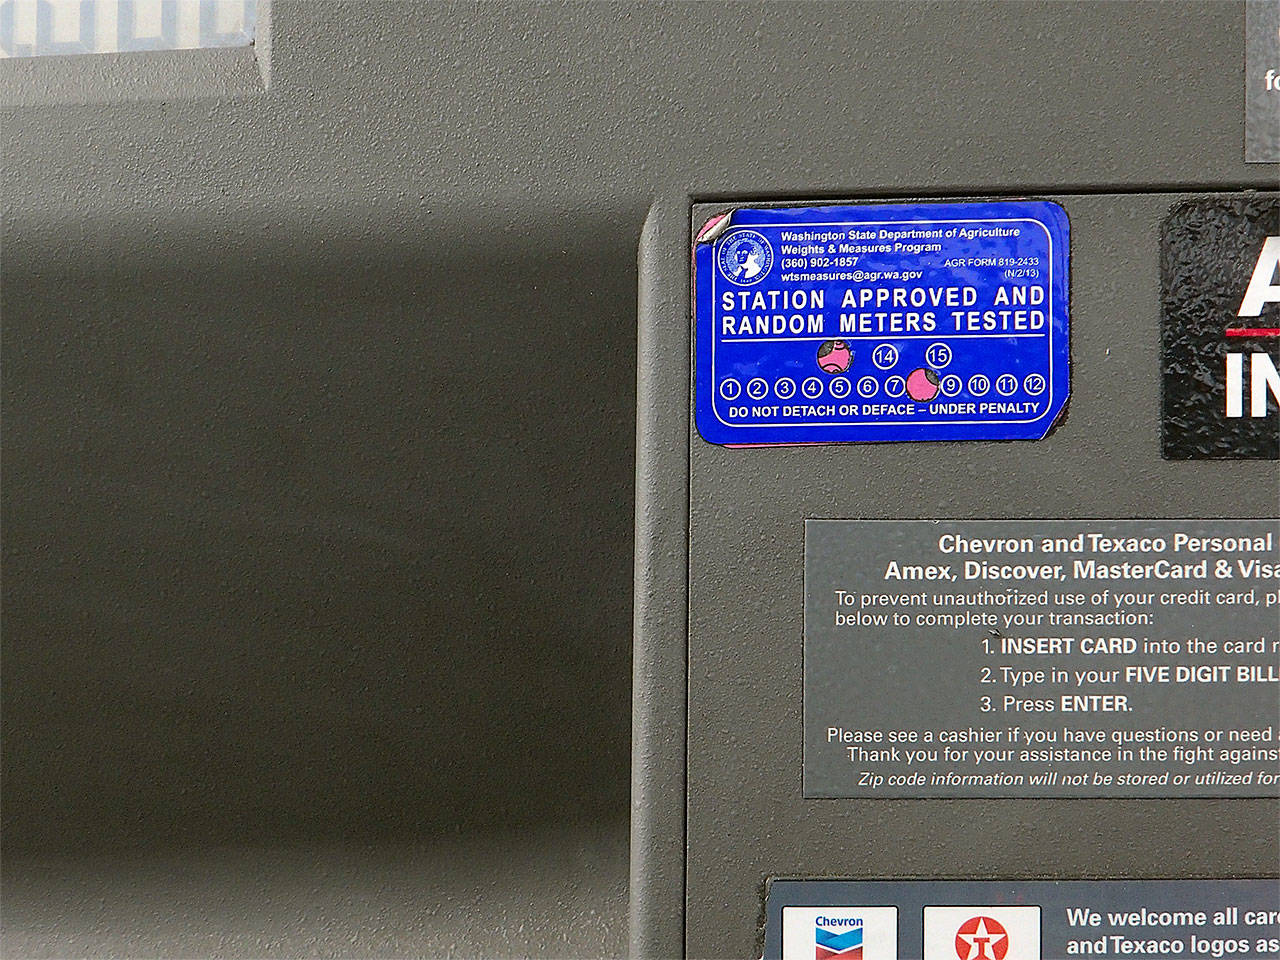 Washington State Department of Agriculture
Weights & Measures Program
(360) 902-1857
AGR FORM 819-2433
wtsmeasures@agr.wa.gov
(N/2/13)
STATION APPROVED AND
RANDOM METERS TESTED
14 15
1 2 3 4 5 6 7 9 10 11 12
DO NOT DETACH OR DEFACE – UNDER PENALTY
Chevron and Texaco Personal
Amex, Discover, MasterCard & Visa
To prevent unauthorized use of your credit card,
below to complete your transaction:
1. INSERT CARD into the card
2. Type in your FIVE DIGIT
3. Press ENTER.
Please see a cashier if you have questions or need
Thank you for your assistance in the fight
Zip code information will not be stored or utilized for
Chevron
T
We welcome all
and Texaco logos as